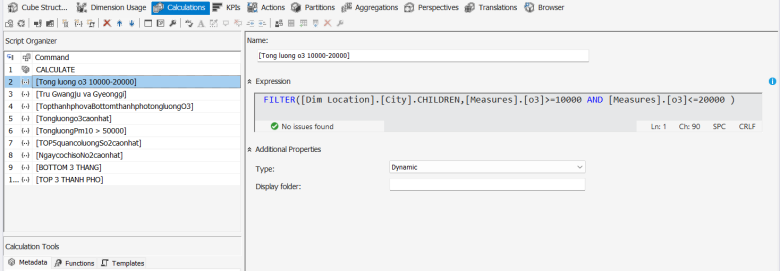 Cube Struct...
Dimension Usage
Calculations
KPIs
Actions
Partitions
Aggregations
Perspectives
Translations
Browser
Script Organizer
Command
1 CALCULATE
2 [Tong luong o3 10000-20000]
3 [Tru Gwangju va Gyeonggi]
4 [TopthanhphovaBottomthanhphotongluongO3]
5 [Tongluongo3caonhat]
6 [TongluongPm10 > 50000]
7 [TOP5quancoluongSo2caonhat]
8 [NgaycochisoNo2caonhat]
9 [BOTTOM 3 THANG]
1... [TOP 3 THANH PHO]
Calculation Tools
Metadata
Functions
Templates
Name:
[Tong luong o3 10000-20000]
Expression
FILTER([Dim Location].[City].CHILDREN,[Measures].[o3]>=10000 AND [Measures].[o3]<=20000 )
No issues found
Ln: 1 Ch: 90 SPC CRLF
Additional Properties
Type:
Dynamic
Display folder: